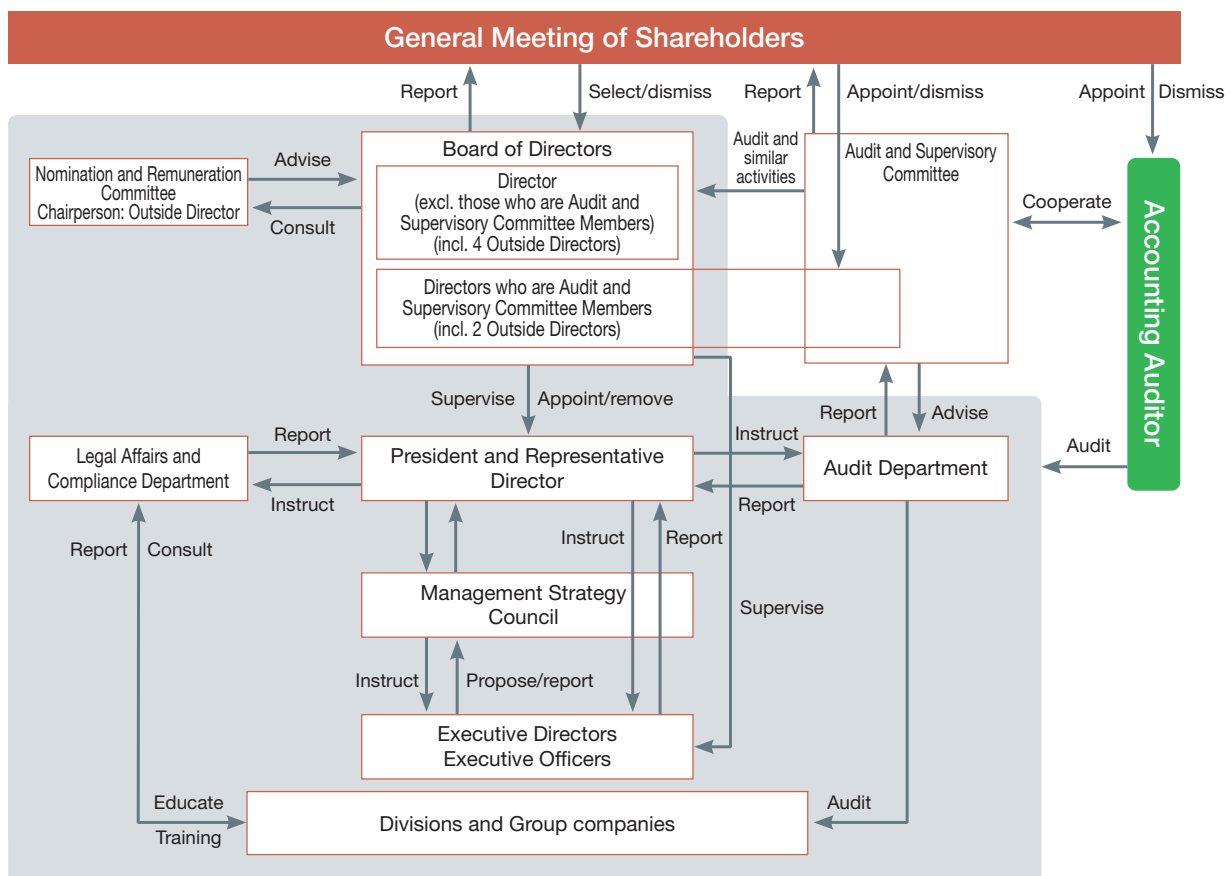 General Meeting of Shareholders
Report
Select/dismiss
Report
Appoint/dismiss
Appoint
Dismiss
Nomination and Remuneration
Committee
Chairperson: Outside Director
Advise
Consult
Board of Directors
Director
(excl. those who are Audit and
Supervisory Committee Members)
(incl. 4 Outside Directors)
Directors who are Audit and
Supervisory Committee Members
(incl. 2 Outside Directors)
Audit and
similar
activities
Audit and Supervisory
Committee
Cooperate
Accounting Auditor
Supervise
Appoint/remove
Report
Advise
Audit
Legal Affairs and
Compliance Department
Report
Instruct
President and Representative
Director
Instruct
Report
Audit Department
Report
Consult
Instruct
Report
Management Strategy
Council
Supervise
Instruct
Propose/report
Executive Directors
Executive Officers
Educate
Training
Divisions and Group companies
Audit